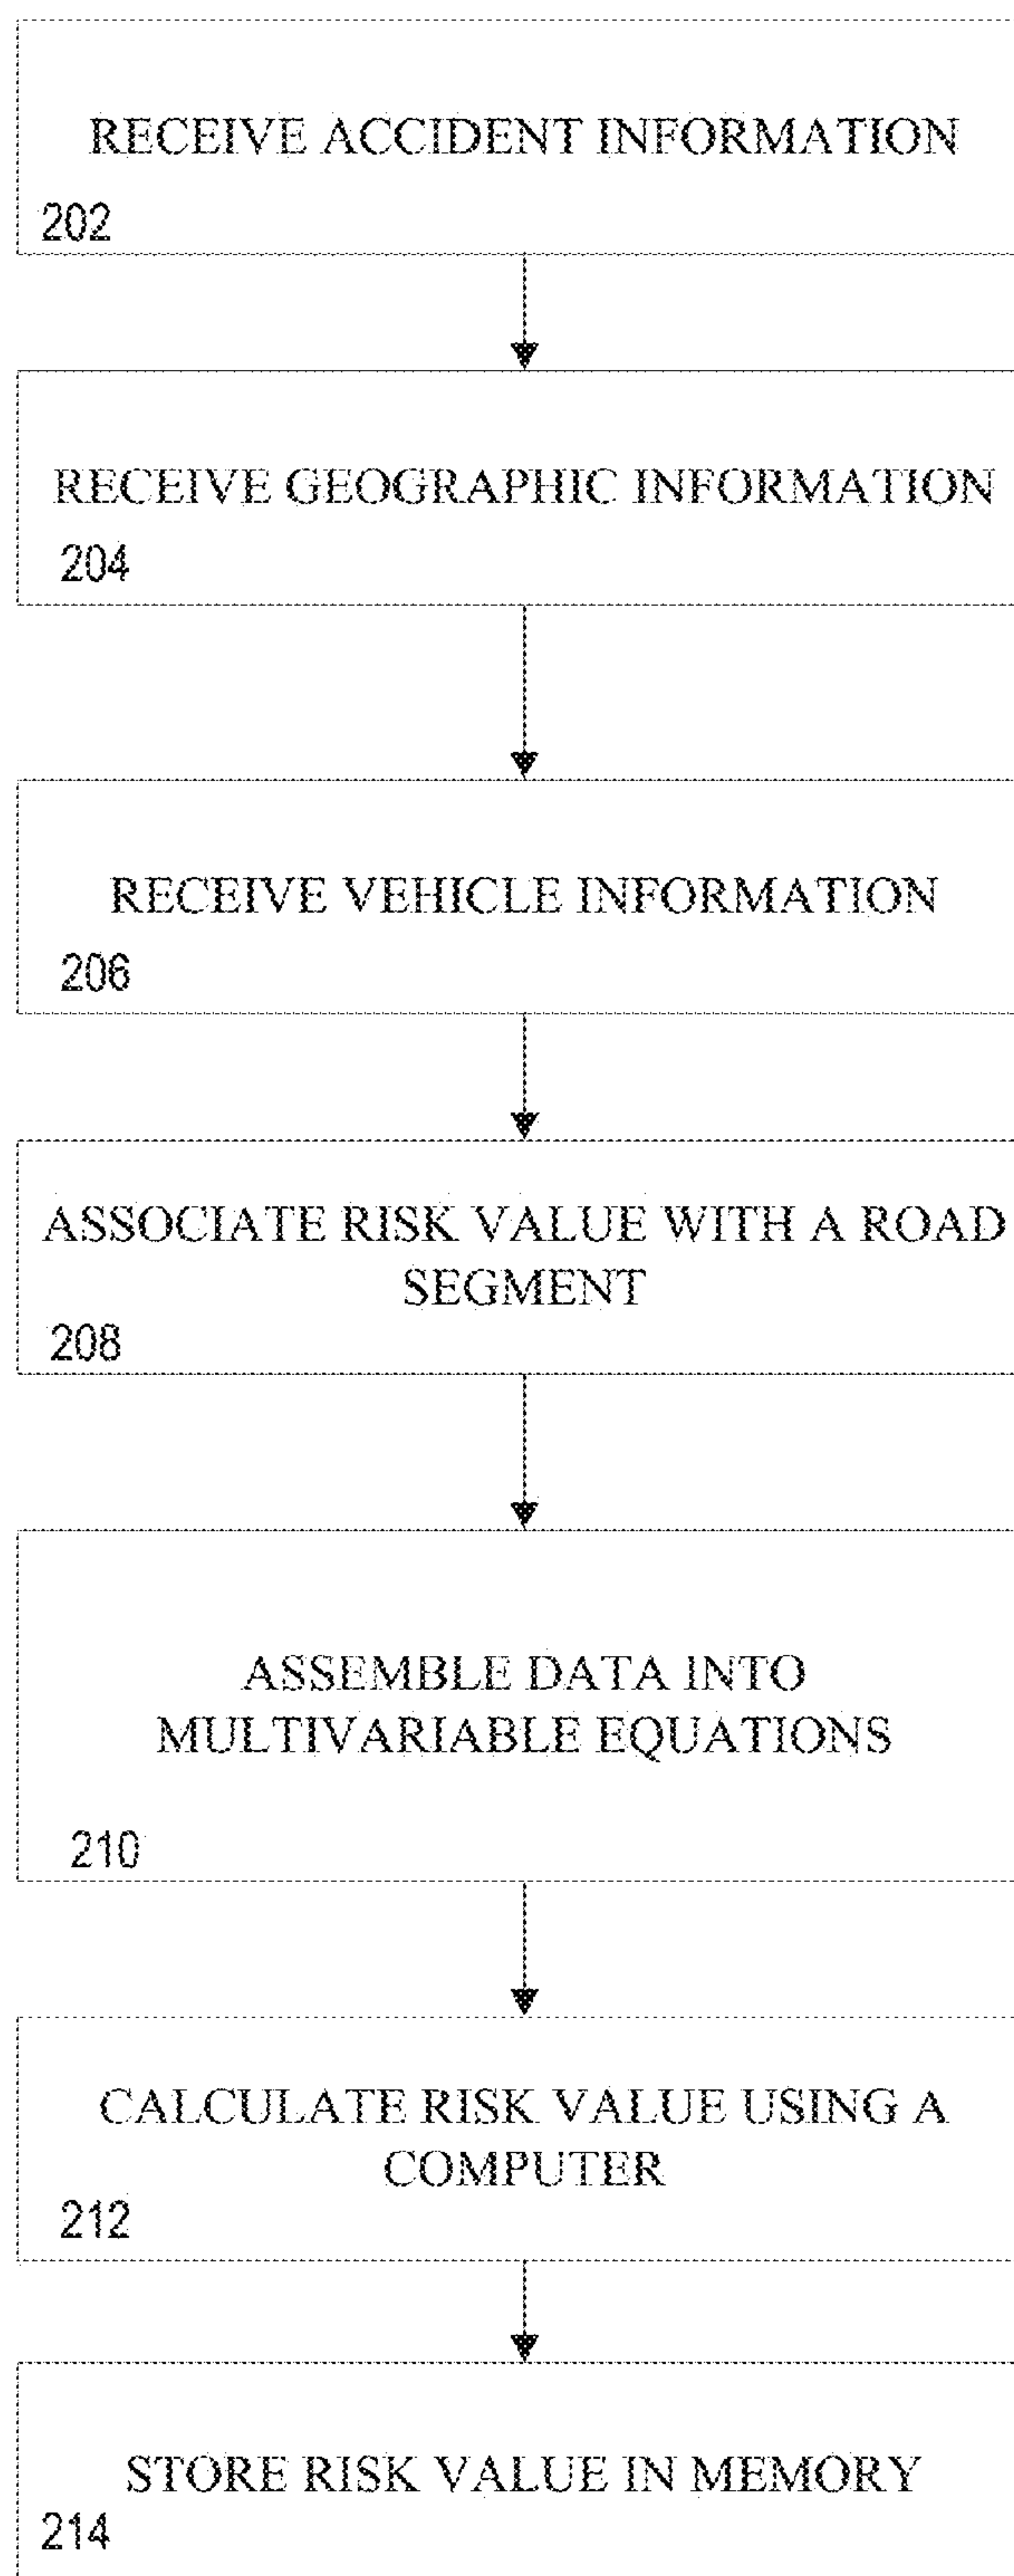 RECEIVE ACCIDENT INFORMATION
202
RECEIVE GEOGRAPHIC INFORMATION
204
RECEIVE VEHICLE INFORMATION
206
ASSOCIATE RISK VALUE WITH A ROAD
SEGMENT
208
ASSEMBLE DATA INTO
MULTIVARIABLE EQUATIONS
210
CALCULATE RISK VALUE USING A
COMPUTER
212
STORE RISK VALUE IN MEMORY
214